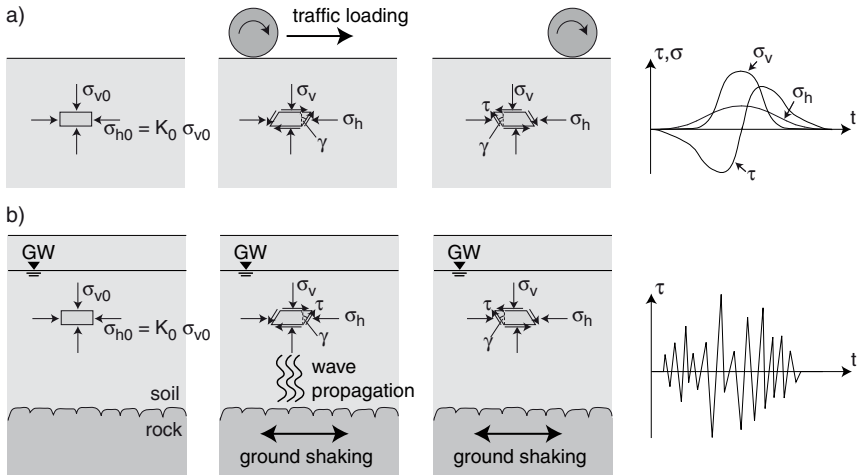 a)
traffic loading
σv0
σh0 = K0 σv0
σv
σh
γ
σv
τ
σh
γ
τ,σ
σv
σh
t
τ
b)
GW
σv0
σh0 = K0 σv0
soil
rock
GW
σv
τ
σh
γ
wave
propagation
ground shaking
GW
σv
τ
σh
γ
ground shaking
τ
t